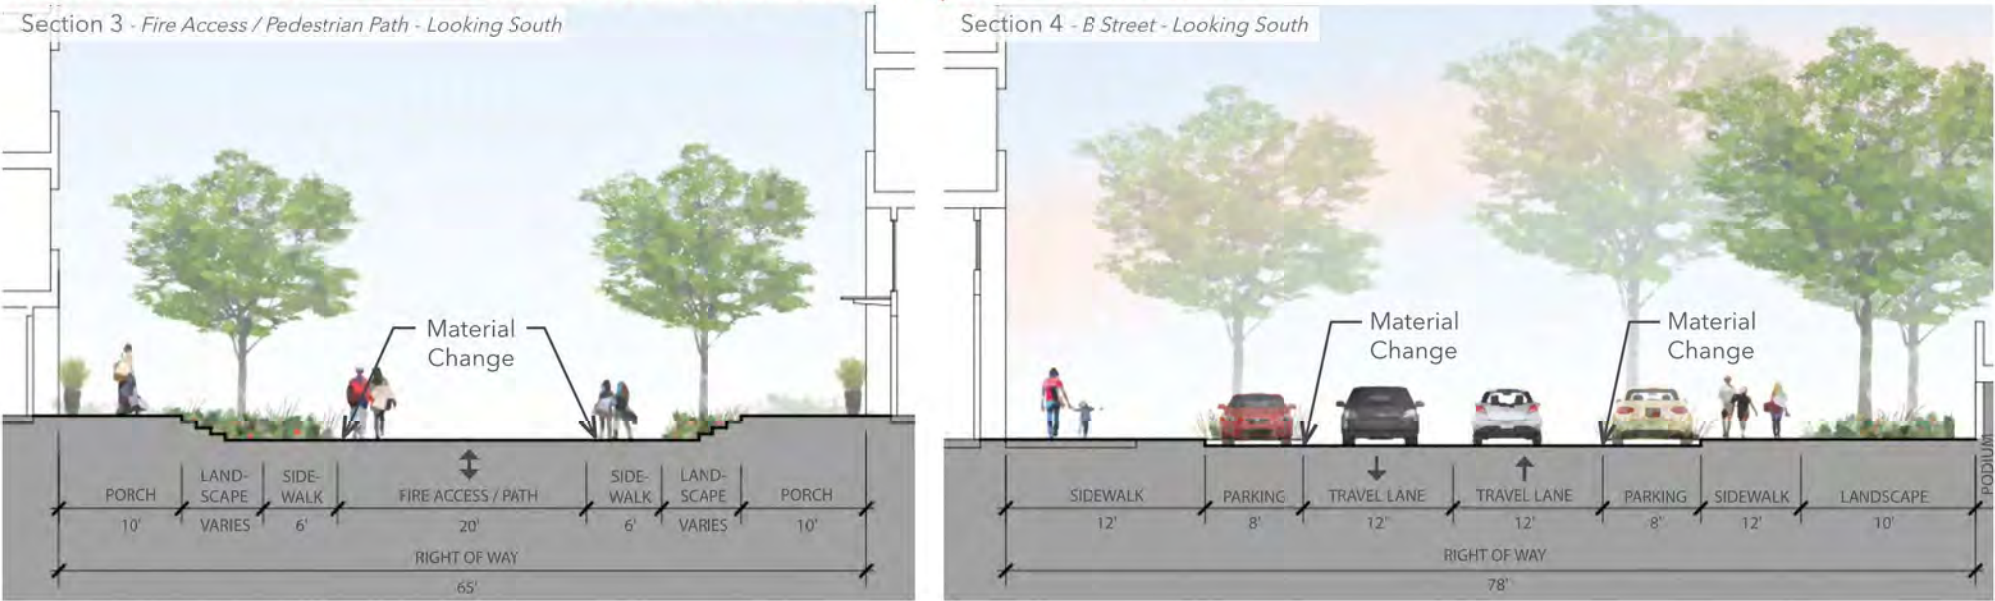 Section 3 - Fire Access / Pedestrian Path - Looking South
Material
Change
LAND-
SCAPE
SIDE-
WALK
SIDE-
WALK
LAND-
SCAPE
PORCH
FIRE ACCESS / PATH
PORCH
10'
VARIES
6'
20'
6'
VARIES
10'
RIGHT OF WAY
65'
Section 4 - B Street - Looking South
Material
Change
Material
Change
SIDEWALK
PARKING
TRAVEL LANE
TRAVEL LANE
PARKING
SIDEWALK
LANDSCAPE
PODIUM
12'
8'
12'
12'
8'
12'
10'
RIGHT OF WAY
78'